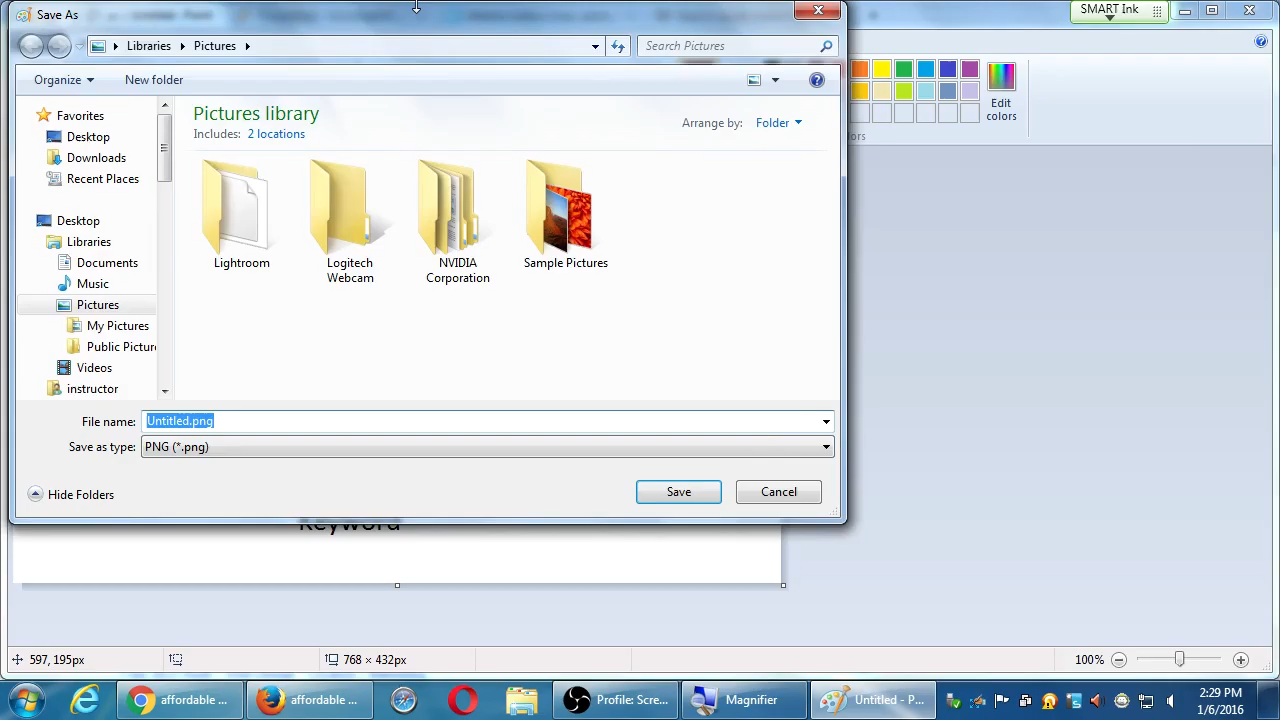 Save As
SMART Ink
Libraries
Pictures
Search Pictures
Organize
New folder
Edit
colors
Favorites
Desktop
Downloads
Recent Places
Desktop
Libraries
Documents
Music
Pictures
My Pictures
Public Pictur
Videos
instructor
Pictures library
Includes: 2 locations
Arrange by: Folder
Lightroom
Logitech
Webcam
NVIDIA
Corporation
Sample Pictures
File name: Untitled.png
Save as type: PNG (*.png)
Hide Folders
Save
Cancel
Keyword
597, 195px
768 × 432px
100%
affordable ...
affordable ...
Profile: Scre...
Magnifier
Untitled - P...
2:29 PM
1/6/2016